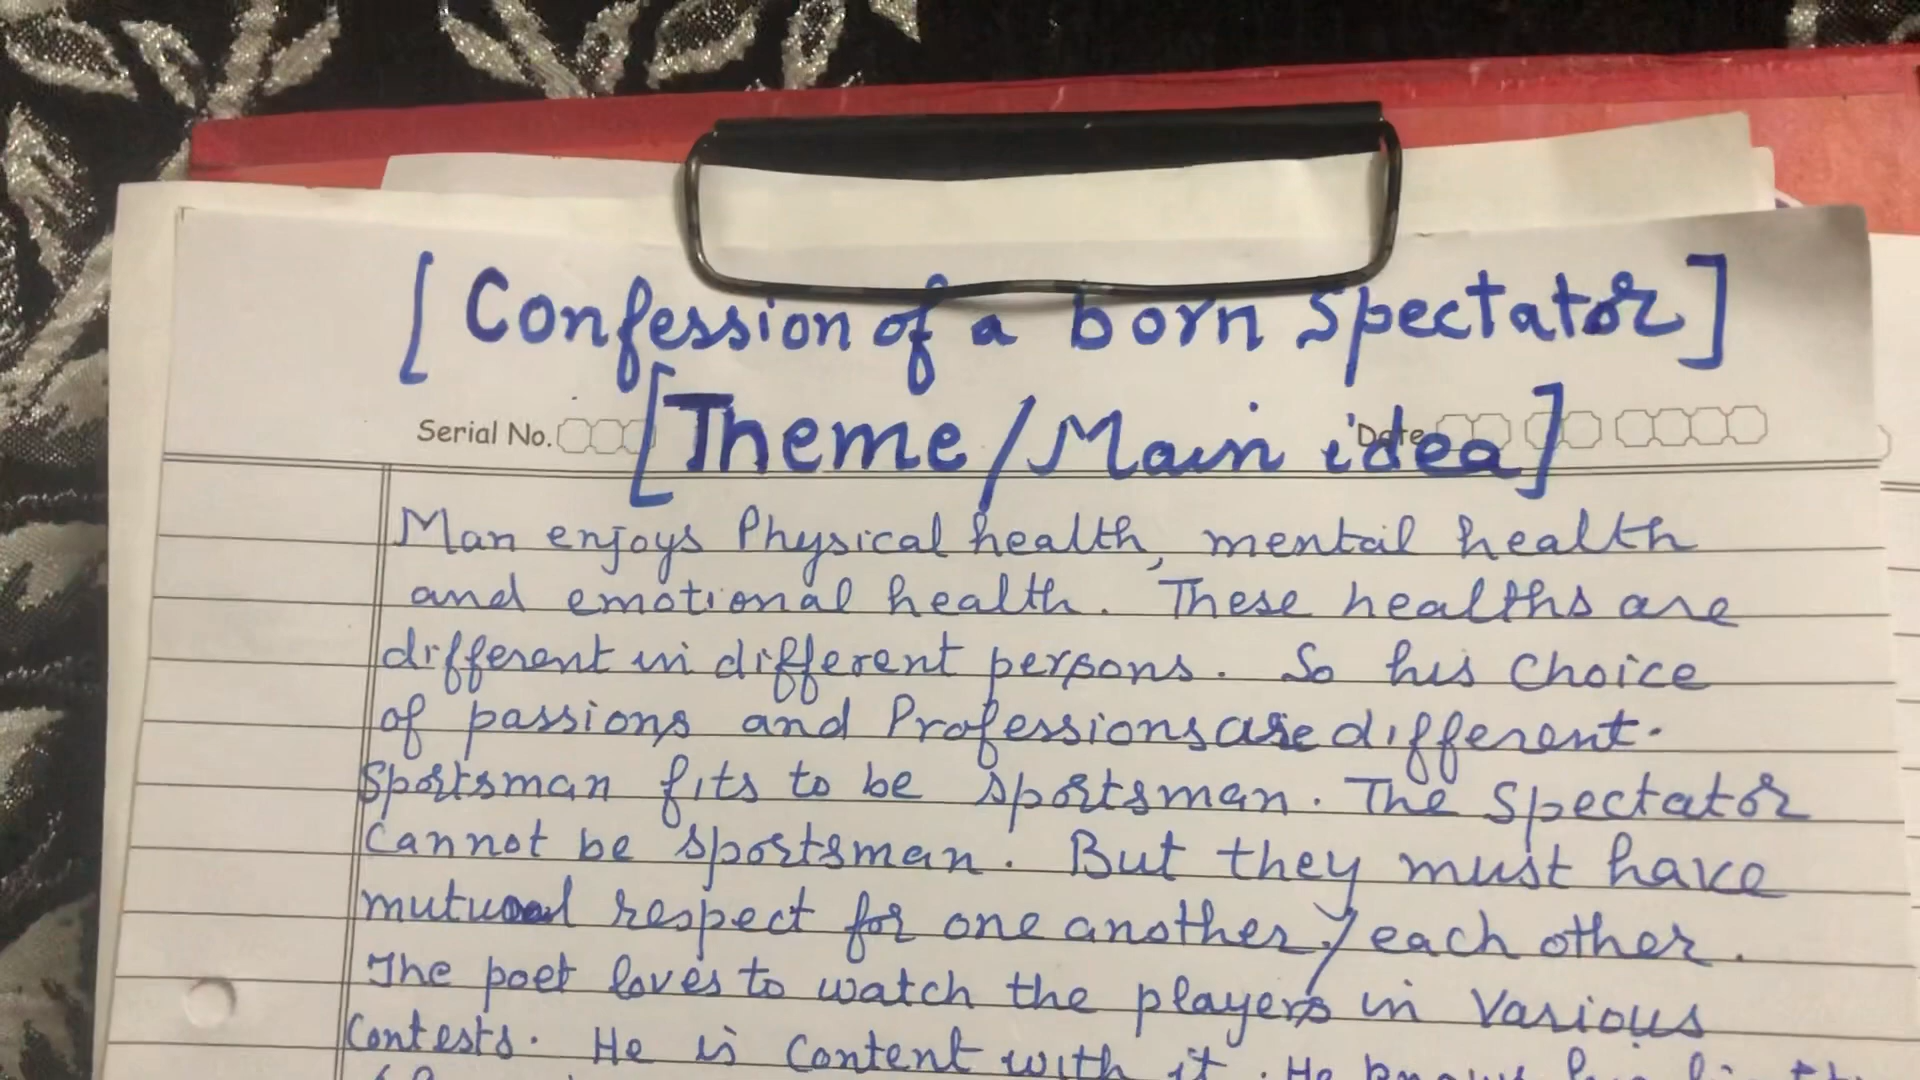 [Confession of a born Spectator]
Serial No. [Theme/Main idea] Date
Man enjoys Physical health, mental health
and emotional health. These healths are
different in different persons. So his Choice
of passions and Professions are different.
Sportsman fits to be sportsman. The Spectator
Cannot be sportsman. But they must have
mutual respect for one another/each other.
The poet loves to watch the players in Various
Contests. He is Content with it. He knows his